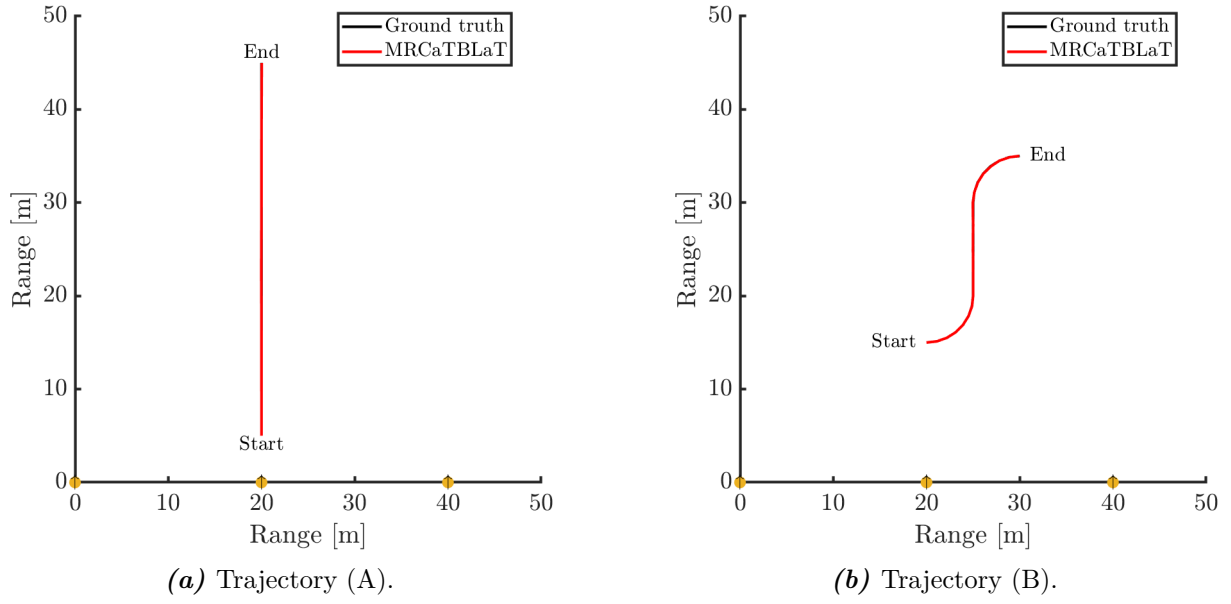 50
40
30
20
10
0
Range [m]
End
Start
Ground truth
MRCaTBLaT
0 10 20 30 40 50
Range [m]
(a) Trajectory (A).
50
40
30
20
10
0
Range [m]
Ground truth
MRCaTBLaT
End
Start
0 10 20 30 40 50
Range [m]
(b) Trajectory (B).